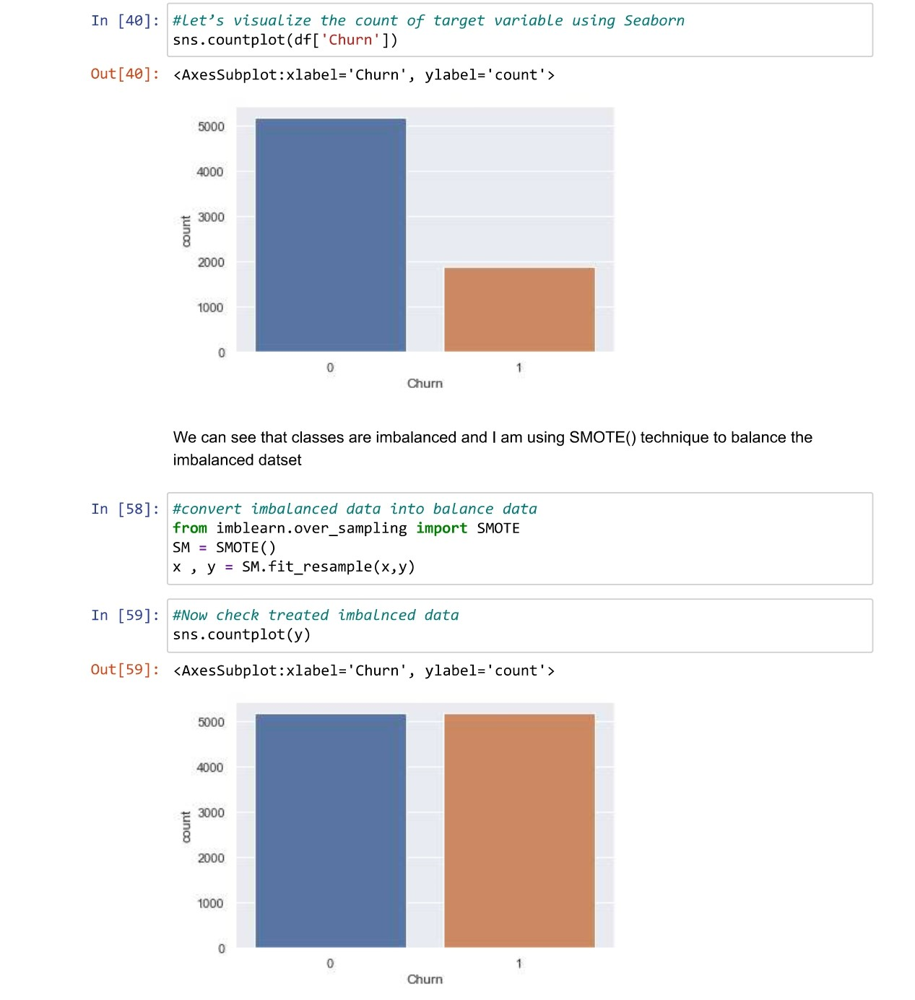 In [40]: #let’s visualize the count of target variable using Seaborn
sns.countplot(df['Churn'])
Out[40]: <AxesSubplot:xlabel='Churn', ylabel='count'>
5000
4000
3000
2000
1000
0
count
0 1
Churn
We can see that classes are imbalanced and I am using SMOTE() technique to balance the
imbalanced datset
In [58]: #convert imbalanced data into balance data
from imblearn.over_sampling import SMOTE
SM = SMOTE()
x , y = SM.fit_resample(x,y)
In [59]: #Now check treated imbalnced data
sns.countplot(y)
Out[59]: <AxesSubplot:xlabel='Churn', ylabel='count'>
5000
4000
3000
2000
1000
0
count
0 1
Churn